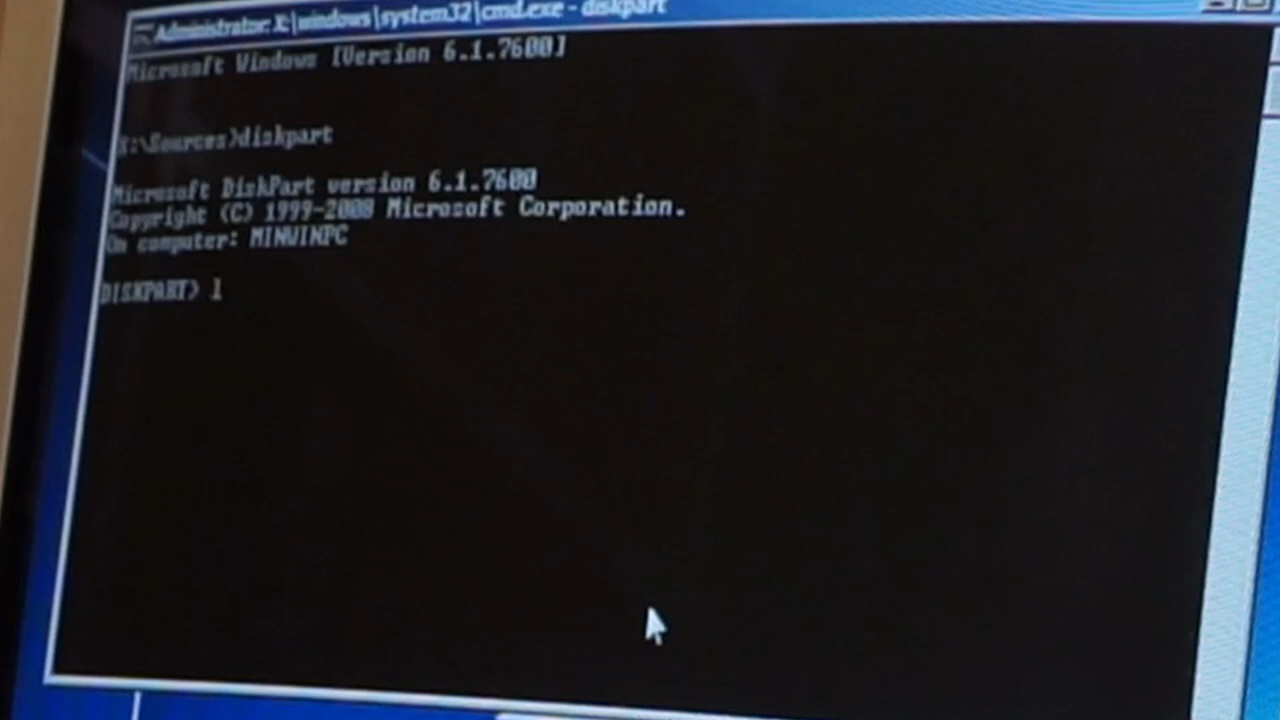 Administrator: X:\windows\system32\cmd.exe - diskpart
Microsoft Windows [Version 6.1.7600]
X:\Sources>diskpart
Microsoft DiskPart version 6.1.7600
Copyright (C) 1999-2008 Microsoft Corporation.
On computer: MINWINPC
DISKPART> l